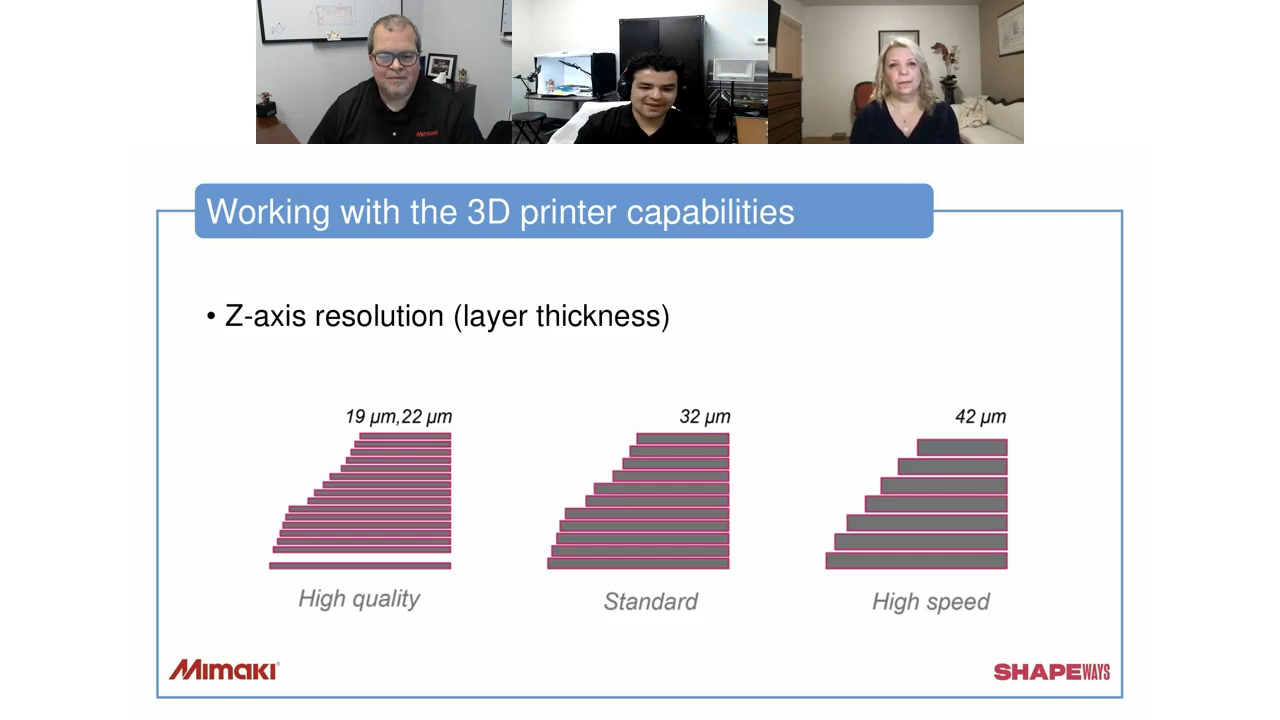 Mimaki
Working with the 3D printer capabilities
• Z-axis resolution (layer thickness)
19 µm,22 µm
32 µm
42 µm
High quality
Standard
High speed
Mimaki
SHAPEWAYS